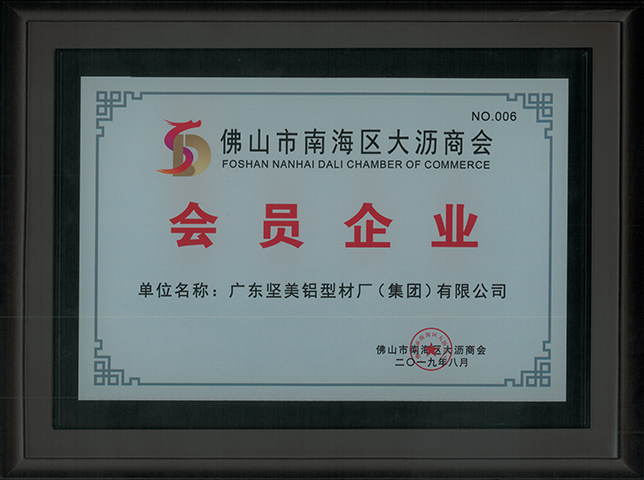 NO.006
佛山市南海区大沥商会
FOSHAN NANHAI DALI CHAMBER OF COMMERCE
会员企业
单位名称：广东坚美铝型材厂（集团）有限公司
佛山市南海区大沥商会
二〇一九年八月